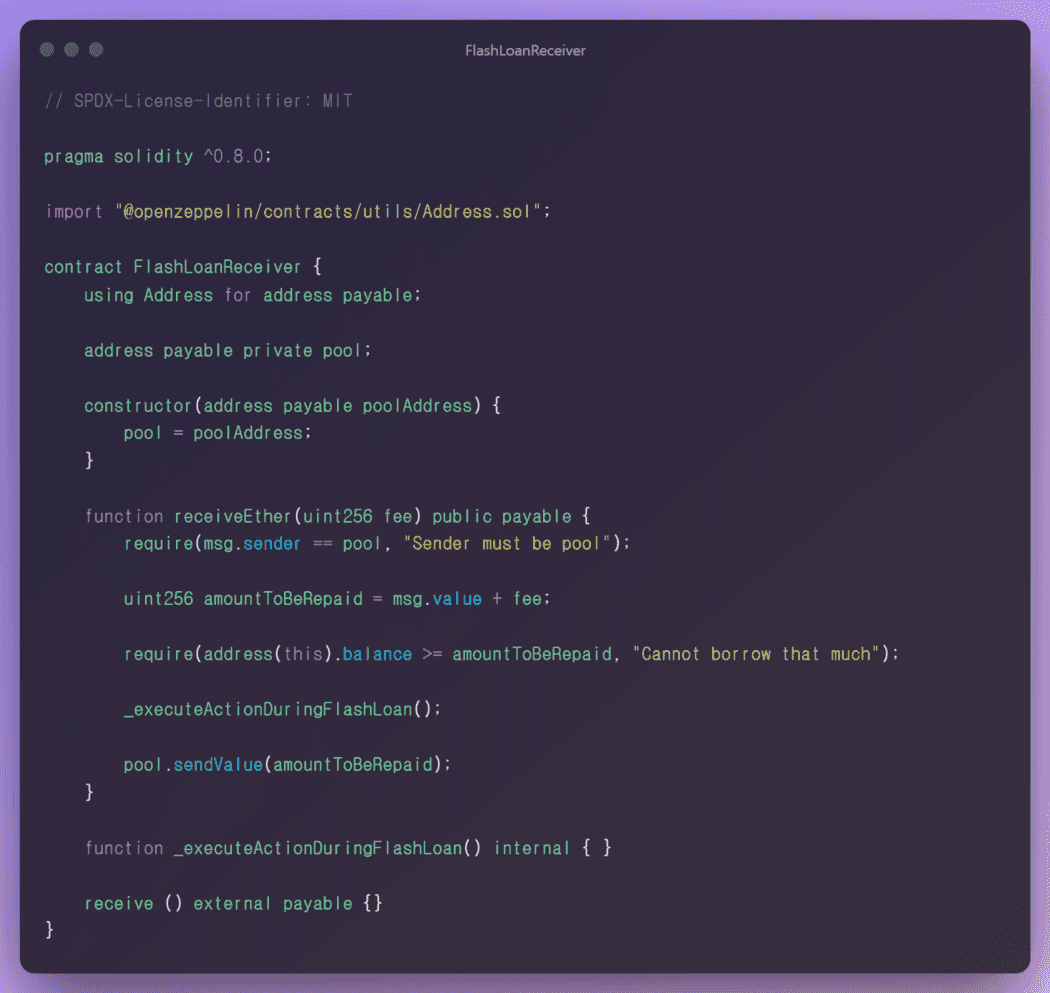 FlashLoanReceiver
// SPDX-License-Identifier: MIT
pragma solidity ^0.8.0;
import "@openzeppelin/contracts/utils/Address.sol";
contract FlashLoanReceiver {
    using Address for address payable;
    address payable private pool;
    constructor(address payable poolAddress) {
        pool = poolAddress;
    }
    function receiveEther(uint256 fee) public payable {
        require(msg.sender == pool, "Sender must be pool");
        uint256 amountToBeRepaid = msg.value + fee;
        require(address(this).balance >= amountToBeRepaid, "Cannot borrow that much");
        _executeActionDuringFlashLoan();
        pool.sendValue(amountToBeRepaid);
    }
    function _executeActionDuringFlashLoan() internal { }
    receive () external payable {}
}